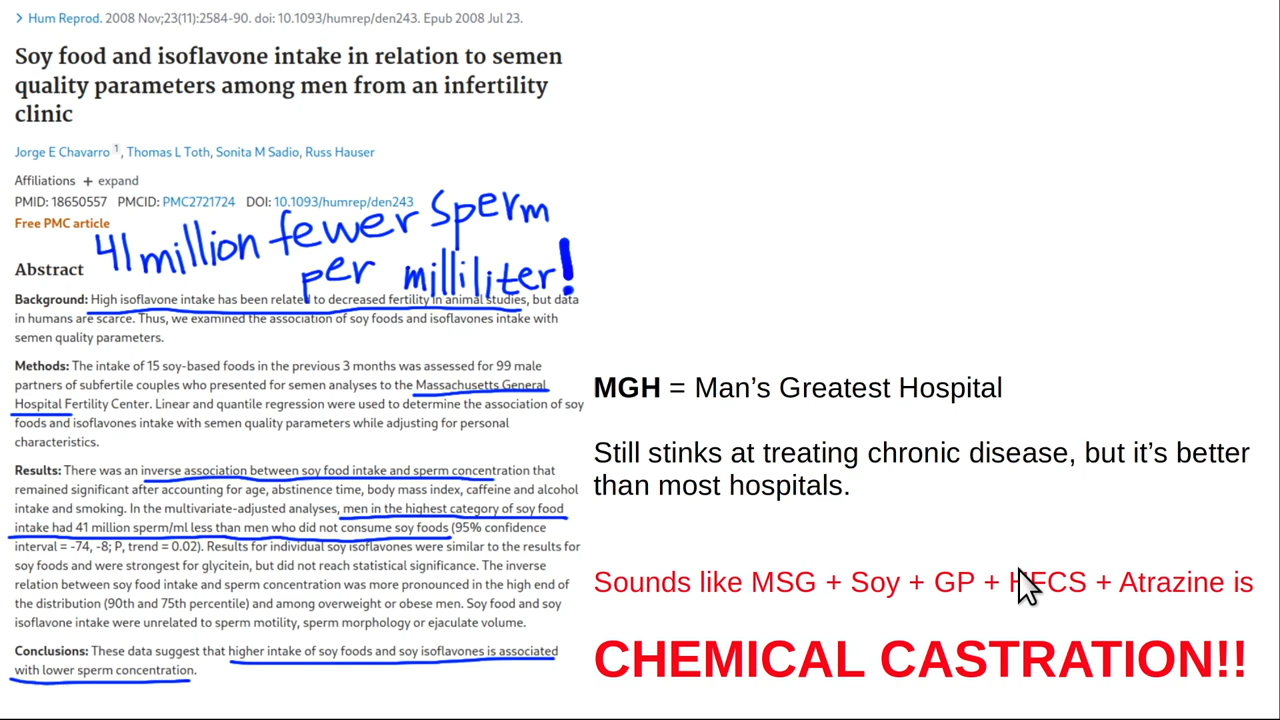 > Hum Reprod. 2008 Nov;23(11):2584-90. doi: 10.1093/humrep/den243. Epub 2008 Jul 23.
Soy food and isoflavone intake in relation to semen
quality parameters among men from an infertility
clinic
Jorge E Chavarro 1, Thomas L Toth, Sonita M Sadio, Russ Hauser
Affiliations + expand
PMID: 18650557 PMCID: PMC2721724 DOI: 10.1093/humrep/den243
Free PMC article
41 million fewer sperm
per milliliter!
Abstract
Background: High isoflavone intake has been related to decreased fertility in animal studies, but data
in humans are scarce. Thus, we examined the association of soy foods and isoflavones intake with
semen quality parameters.
Methods: The intake of 15 soy-based foods in the previous 3 months was assessed for 99 male
partners of subfertile couples who presented for semen analyses to the Massachusetts General
Hospital Fertility Center. Linear and quantile regression were used to determine the association of soy
foods and isoflavones intake with semen quality parameters while adjusting for personal
characteristics.
Results: There was an inverse association between soy food intake and sperm concentration that
remained significant after accounting for age, abstinence time, body mass index, caffeine and alcohol
intake and smoking. In the multivariate-adjusted analyses, men in the highest category of soy food
intake had 41 million sperm/ml less than men who did not consume soy foods (95% confidence
interval = -74, -8; P, trend = 0.02). Results for individual soy isoflavones were similar to the results for
soy foods and were strongest for glycitein, but did not reach statistical significance. The inverse
relation between soy food intake and sperm concentration was more pronounced in the high end of
the distribution (90th and 75th percentile) and among overweight or obese men. Soy food and soy
isoflavone intake were unrelated to sperm motility, sperm morphology or ejaculate volume.
Conclusions: These data suggest that higher intake of soy foods and soy isoflavones is associated
with lower sperm concentration.
MGH = Man's Greatest Hospital
Still stinks at treating chronic disease, but it's better
than most hospitals.
Sounds like MSG + Soy + GP + HFCS + Atrazine is
CHEMICAL CASTRATION!!